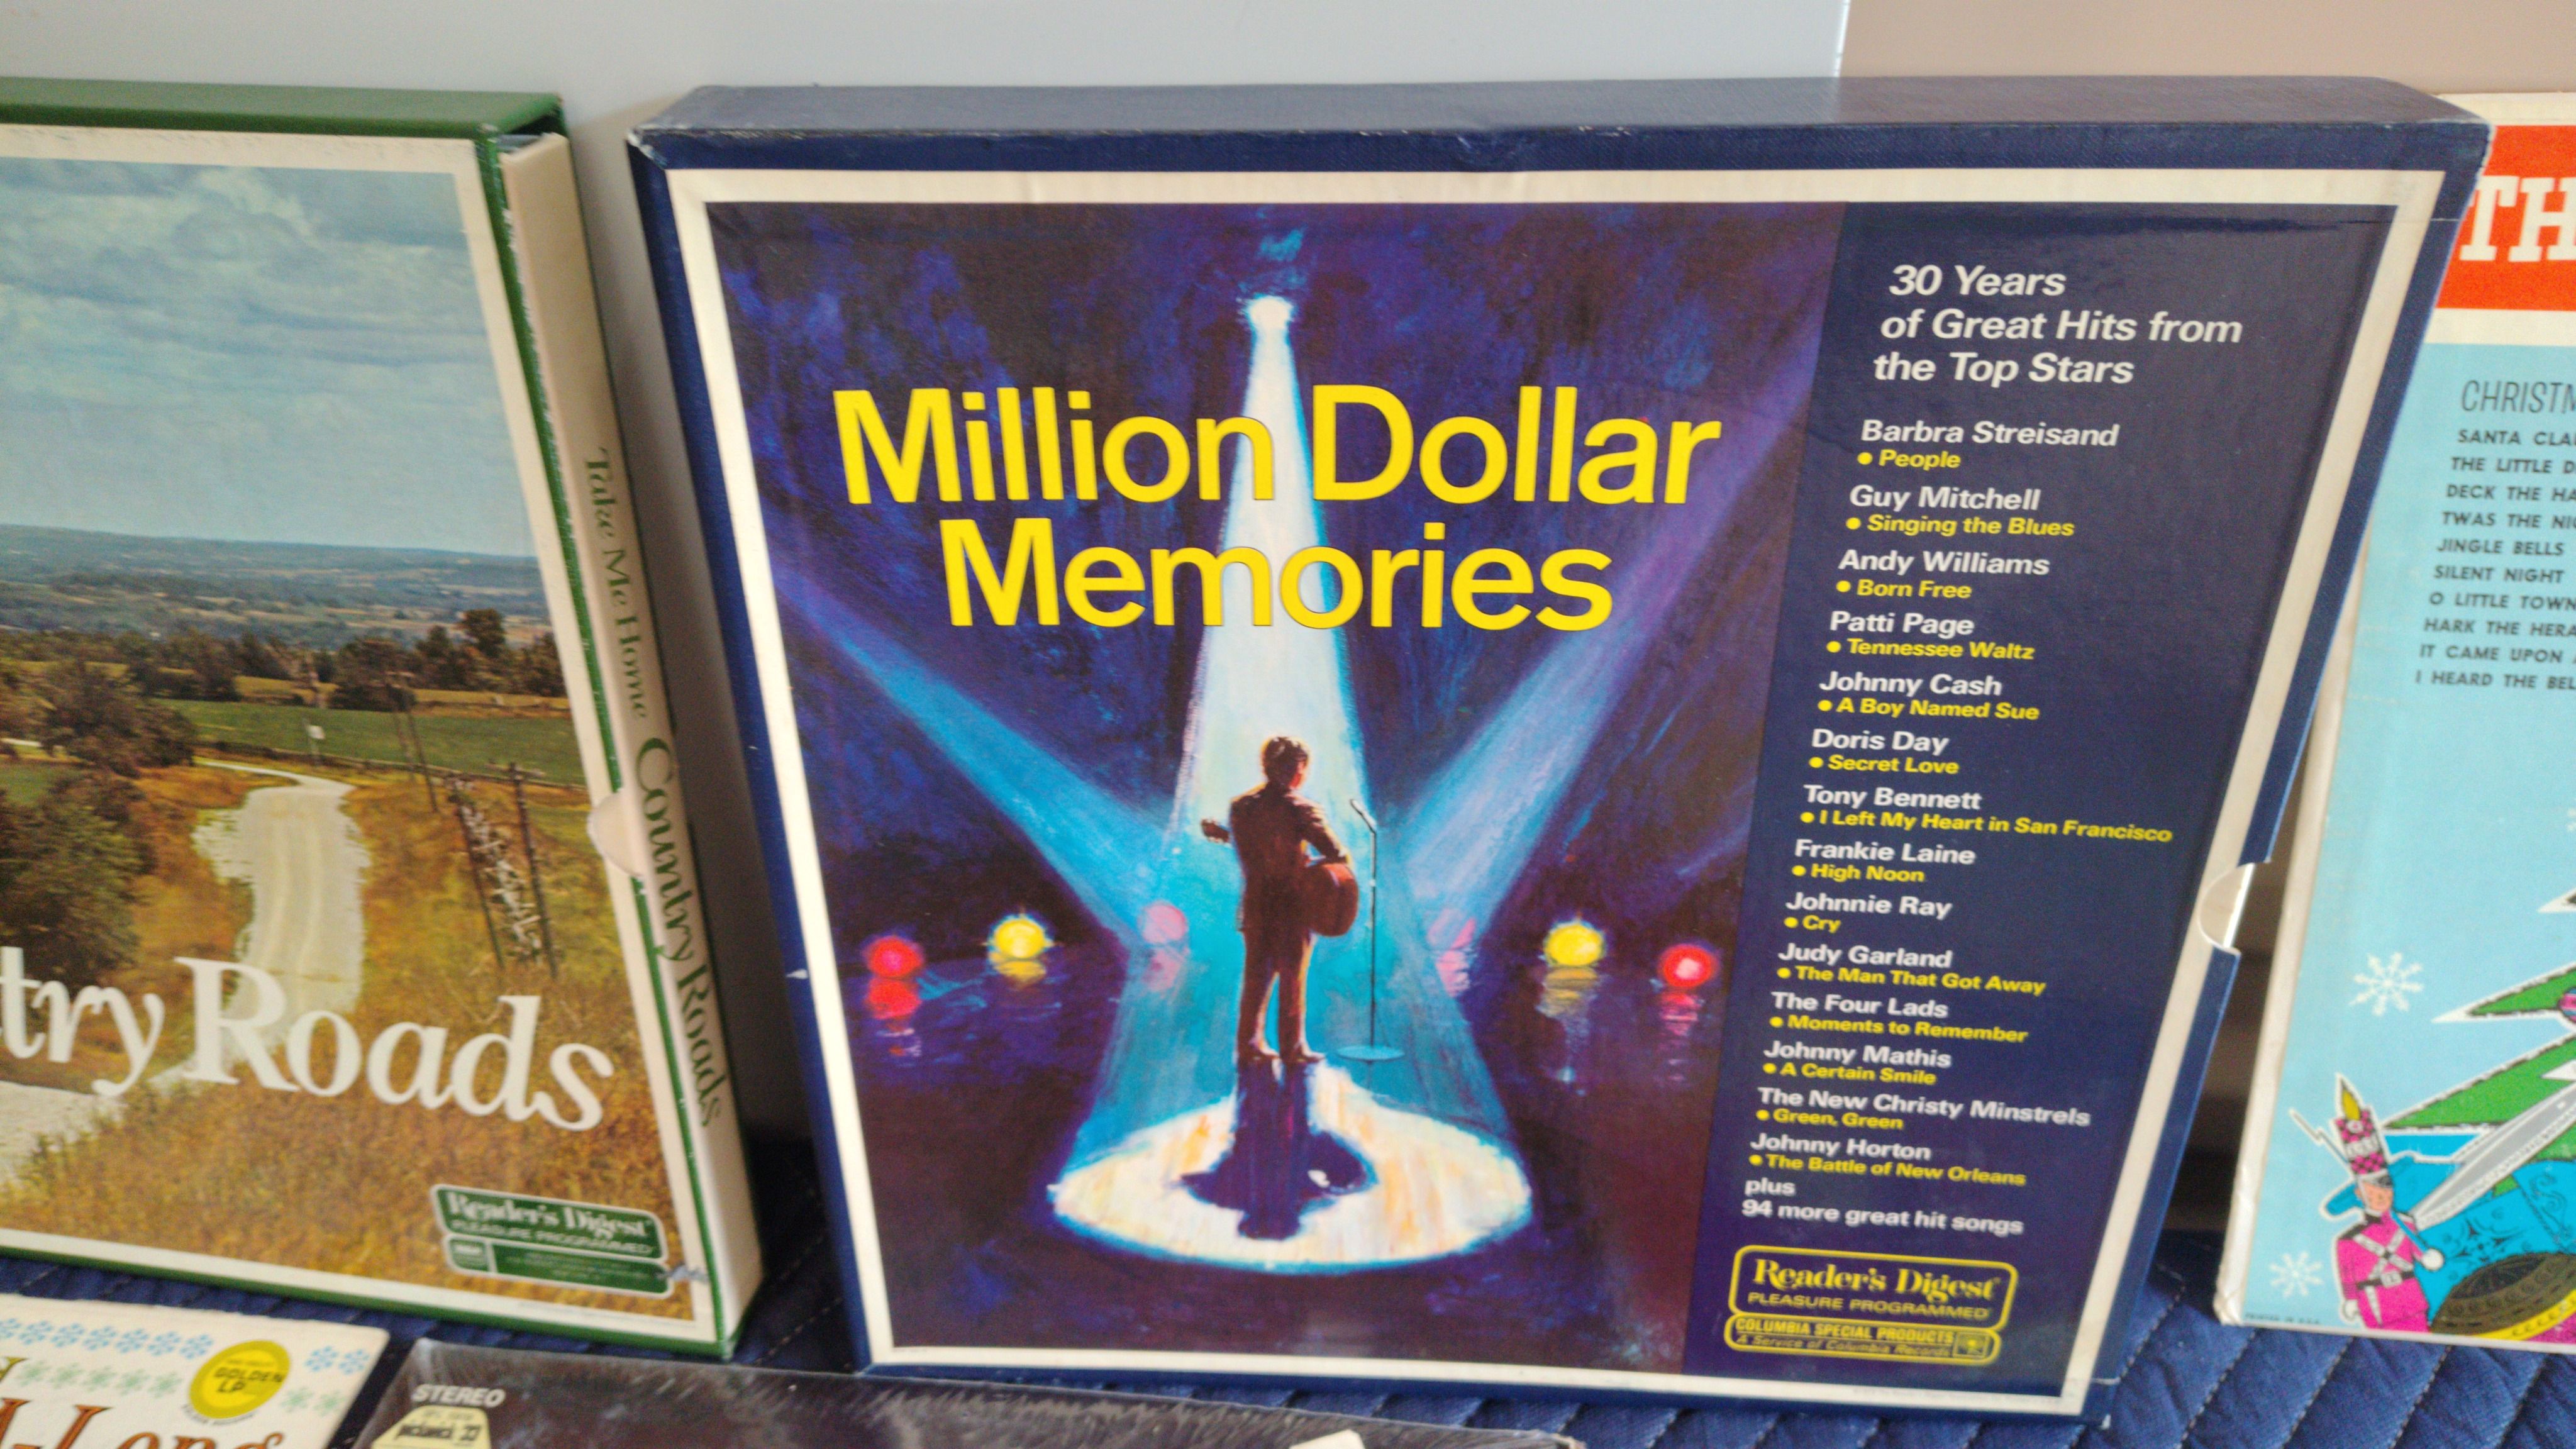 Take Me Home Country Roads
try Roads
Reader's Digest
PLEASURE PROGRAMMED
Million Dollar
Memories
30 Years
of Great Hits from
the Top Stars
Barbra Streisand
• People
Guy Mitchell
• Singing the Blues
Andy Williams
• Born Free
Patti Page
• Tennessee Waltz
Johnny Cash
• A Boy Named Sue
Doris Day
• Secret Love
Tony Bennett
• I Left My Heart in San Francisco
Frankie Laine
• High Noon
Johnnie Ray
• Cry
Judy Garland
• The Man That Got Away
The Four Lads
• Moments to Remember
Johnny Mathis
• A Certain Smile
The New Christy Minstrels
• Green, Green
Johnny Horton
• The Battle of New Orleans
plus
94 more great hit songs
Reader's Digest®
PLEASURE PROGRAMMED®
COLUMBIA SPECIAL PRODUCTS
A Service of Columbia Records
TH
CHRISTM
SANTA CLA
THE LITTLE D
DECK THE HA
TWAS THE NI
JINGLE BELLS
SILENT NIGHT
O LITTLE TOWN
HARK THE HERA
IT CAME UPON
I HEARD THE BEL
GOLDEN
LP
-Long
STEREO